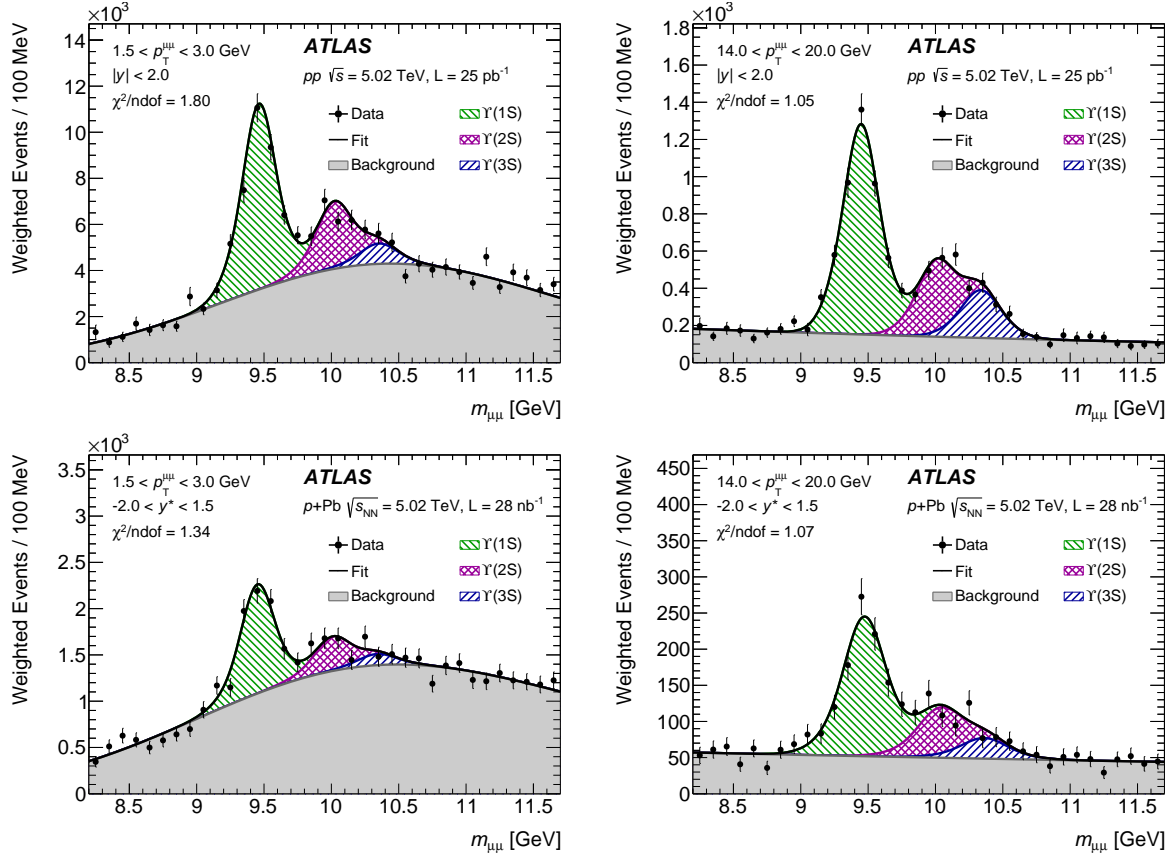 ×10³
14
12
10
8
6
4
2
0
Weighted Events / 100 MeV
1.5 < p_T^μμ < 3.0 GeV
|y| < 2.0
χ²/ndof = 1.80
ATLAS
pp √s = 5.02 TeV, L = 25 pb⁻¹
Data
Fit
Background
ϒ(1S)
ϒ(2S)
ϒ(3S)
8.5 9 9.5 10 10.5 11 11.5
m_μμ [GeV]
×10³
1.8
1.6
1.4
1.2
1
0.8
0.6
0.4
0.2
0
Weighted Events / 100 MeV
14.0 < p_T^μμ < 20.0 GeV
|y| < 2.0
χ²/ndof = 1.05
ATLAS
pp √s = 5.02 TeV, L = 25 pb⁻¹
Data
Fit
Background
ϒ(1S)
ϒ(2S)
ϒ(3S)
8.5 9 9.5 10 10.5 11 11.5
m_μμ [GeV]
×10³
3.5
3
2.5
2
1.5
1
0.5
0
Weighted Events / 100 MeV
1.5 < p_T^μμ < 3.0 GeV
-2.0 < y* < 1.5
χ²/ndof = 1.34
ATLAS
p+Pb √s_NN = 5.02 TeV, L = 28 nb⁻¹
Data
Fit
Background
ϒ(1S)
ϒ(2S)
ϒ(3S)
8.5 9 9.5 10 10.5 11 11.5
m_μμ [GeV]
450
400
350
300
250
200
150
100
50
0
Weighted Events / 100 MeV
14.0 < p_T^μμ < 20.0 GeV
-2.0 < y* < 1.5
χ²/ndof = 1.07
ATLAS
p+Pb √s_NN = 5.02 TeV, L = 28 nb⁻¹
Data
Fit
Background
ϒ(1S)
ϒ(2S)
ϒ(3S)
8.5 9 9.5 10 10.5 11 11.5
m_μμ [GeV]